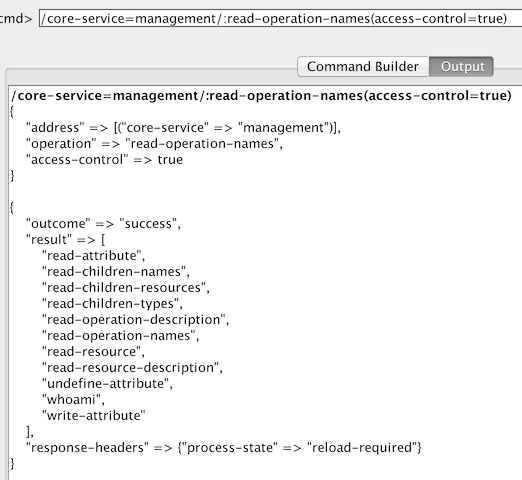 cmd> /core-service=management/:read-operation-names(access-control=true)
Command Builder Output
/core-service=management/:read-operation-names(access-control=true)
{
"address" => [("core-service" => "management")],
"operation" => "read-operation-names",
"access-control" => true
}
{
"outcome" => "success",
"result" => [
"read-attribute",
"read-children-names",
"read-children-resources",
"read-children-types",
"read-operation-description",
"read-operation-names",
"read-resource",
"read-resource-description",
"undefine-attribute",
"whoami",
"write-attribute"
],
"response-headers" => {"process-state" => "reload-required"}
}